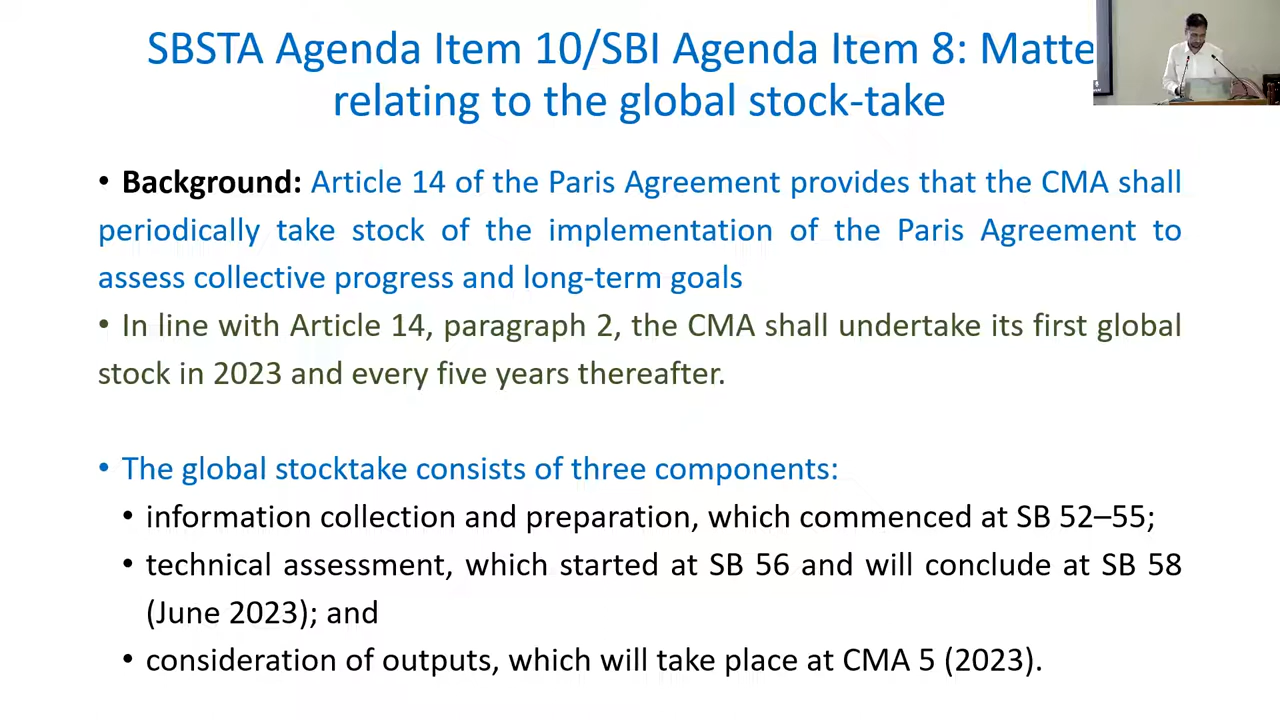 SBSTA Agenda Item 10/SBI Agenda Item 8: Matte
relating to the global stock-take
• Background: Article 14 of the Paris Agreement provides that the CMA shall
periodically take stock of the implementation of the Paris Agreement to
assess collective progress and long-term goals
• In line with Article 14, paragraph 2, the CMA shall undertake its first global
stock in 2023 and every five years thereafter.
• The global stocktake consists of three components:
• information collection and preparation, which commenced at SB 52–55;
• technical assessment, which started at SB 56 and will conclude at SB 58
(June 2023); and
• consideration of outputs, which will take place at CMA 5 (2023).